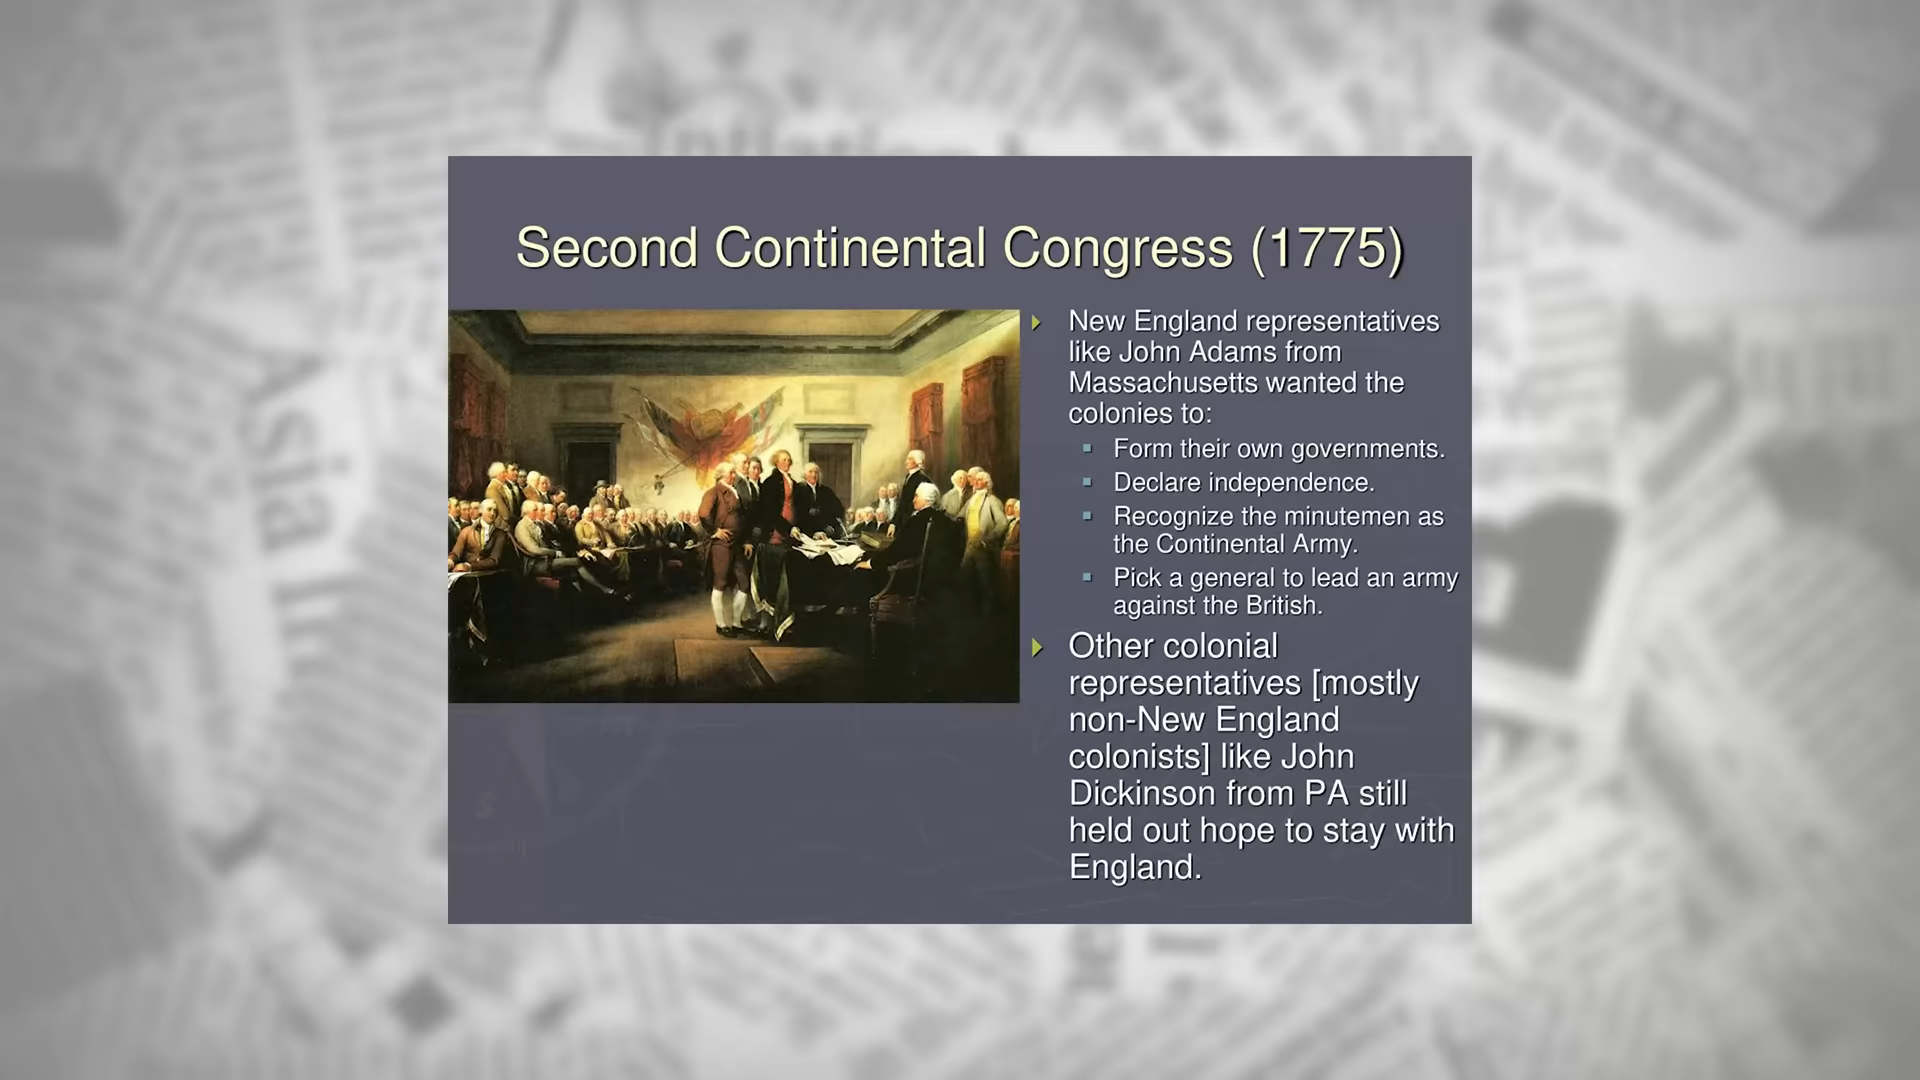 Second Continental Congress (1775)
New England representatives
like John Adams from
Massachusetts wanted the
colonies to:
Form their own governments.
Declare independence.
Recognize the minutemen as
the Continental Army.
Pick a general to lead an army
against the British.
Other colonial
representatives [mostly
non-New England
colonists] like John
Dickinson from PA still
held out hope to stay with
England.